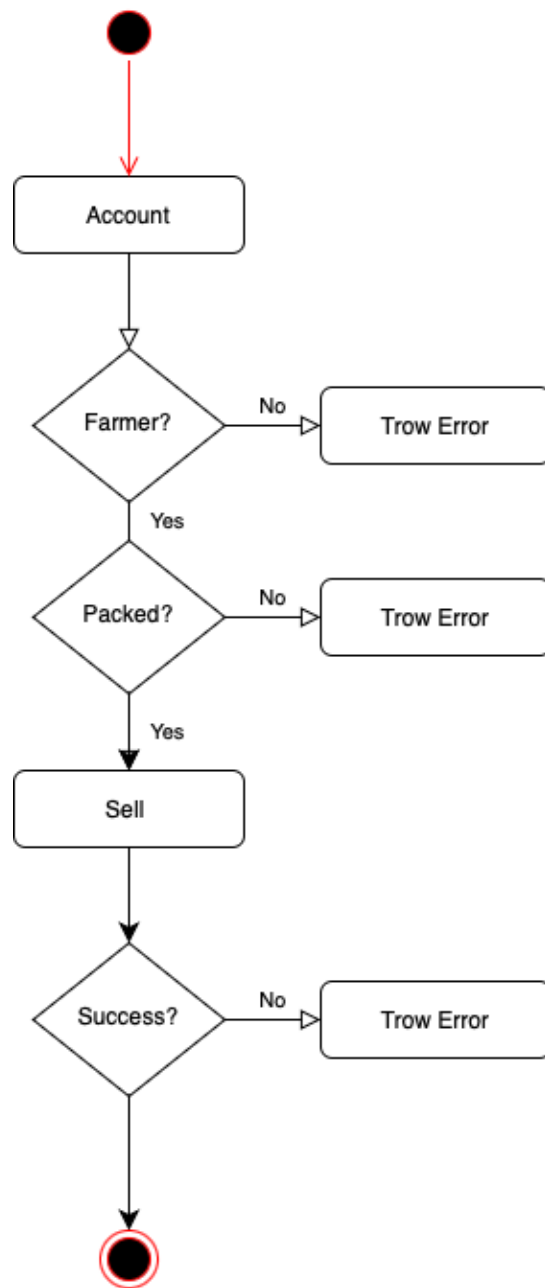 Account
Farmer?
No
Trow Error
Yes
Packed?
No
Trow Error
Yes
Sell
Success?
No
Trow Error